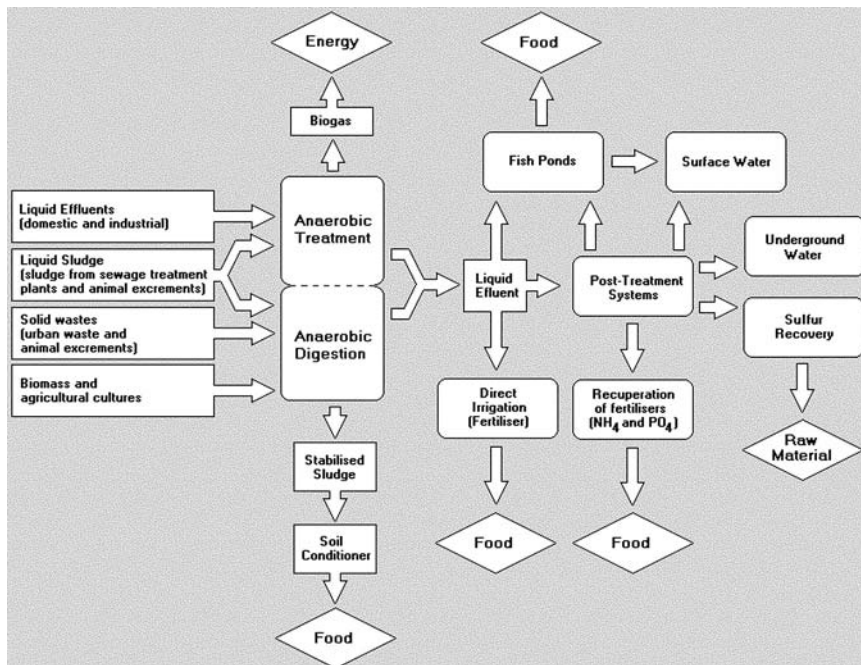 Energy
Food
Biogas
Fish Ponds
Surface Water
Liquid Effluents
(domestic and industrial)
Anaerobic
Treatment
Liquid Sludge
(sludge from sewage treatment
plants and animal excrements)
Liquid
Effluent
Post-Treatment
Systems
Underground
Water
Solid wastes
(urban waste and
animal excrements)
Anaerobic
Digestion
Sulfur
Recovery
Biomass and
agricultural cultures
Direct
Irrigation
(Fertiliser)
Recuperation
of fertilisers
(NH4 and PO4)
Raw
Material
Stabilised
Sludge
Soil
Conditioner
Food
Food
Food